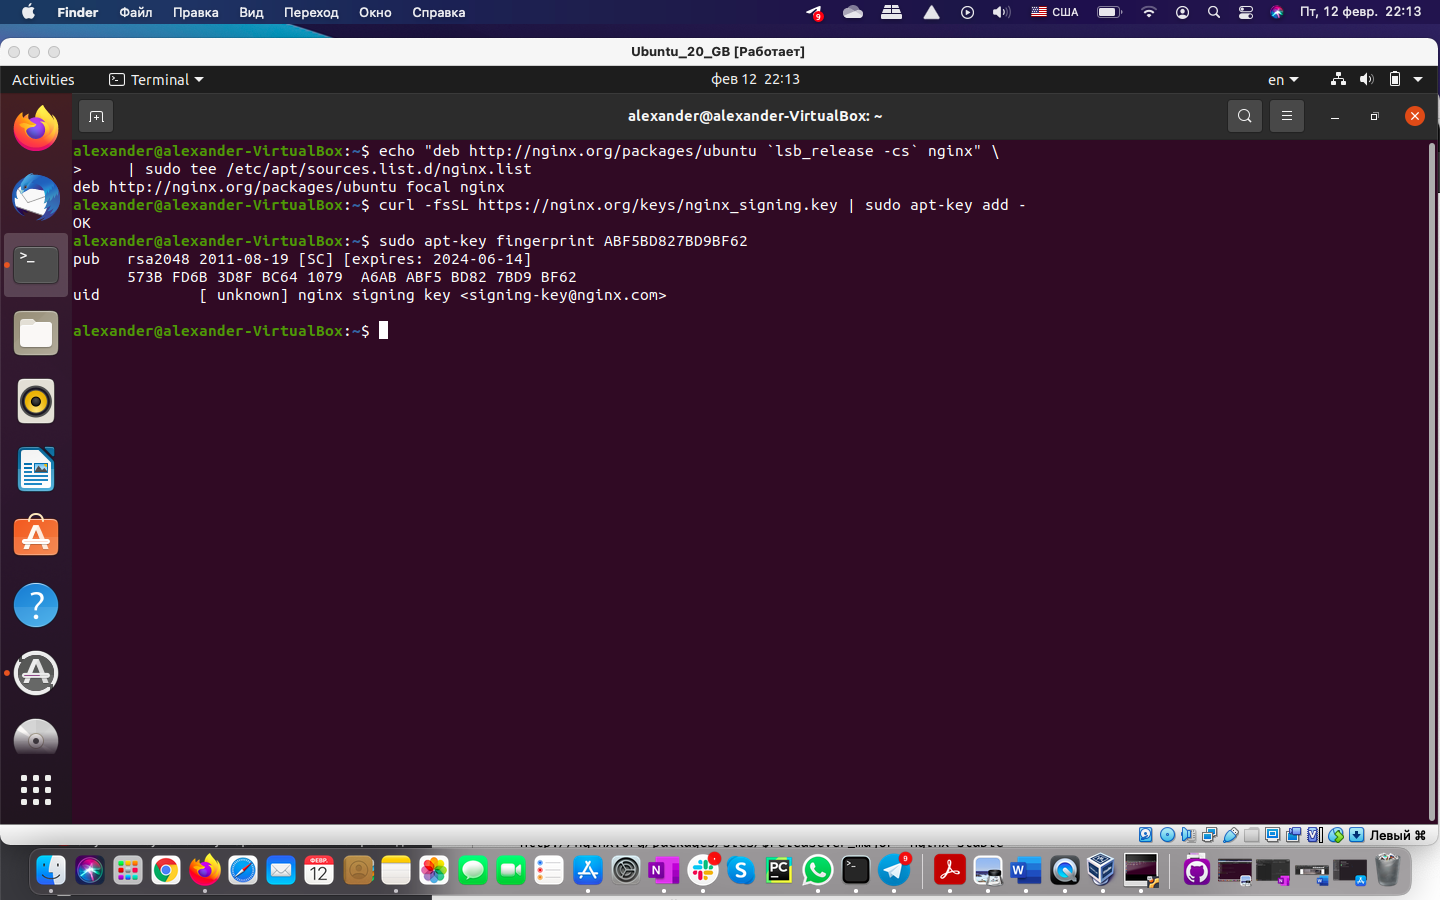 Finder Файл Правка Вид Переход Окно Справка 9 США Пт, 12 февр. 22:13
Ubuntu_20_GB [Работает]
Activities Terminal фев 12 22:13 en
alexander@alexander-VirtualBox: ~
alexander@alexander-VirtualBox:~$ echo "deb http://nginx.org/packages/ubuntu `lsb_release -cs` nginx" \
> | sudo tee /etc/apt/sources.list.d/nginx.list
deb http://nginx.org/packages/ubuntu focal nginx
alexander@alexander-VirtualBox:~$ curl -fsSL https://nginx.org/keys/nginx_signing.key | sudo apt-key add -
OK
alexander@alexander-VirtualBox:~$ sudo apt-key fingerprint ABF5BD827BD9BF62
pub rsa2048 2011-08-19 [SC] [expires: 2024-06-14]
573B FD6B 3D8F BC64 1079 A6AB ABF5 BD82 7BD9 BF62
uid [ unknown] nginx signing key <signing-key@nginx.com>
alexander@alexander-VirtualBox:~$
Левый ⌘
ФЕВР.
12
PC
9